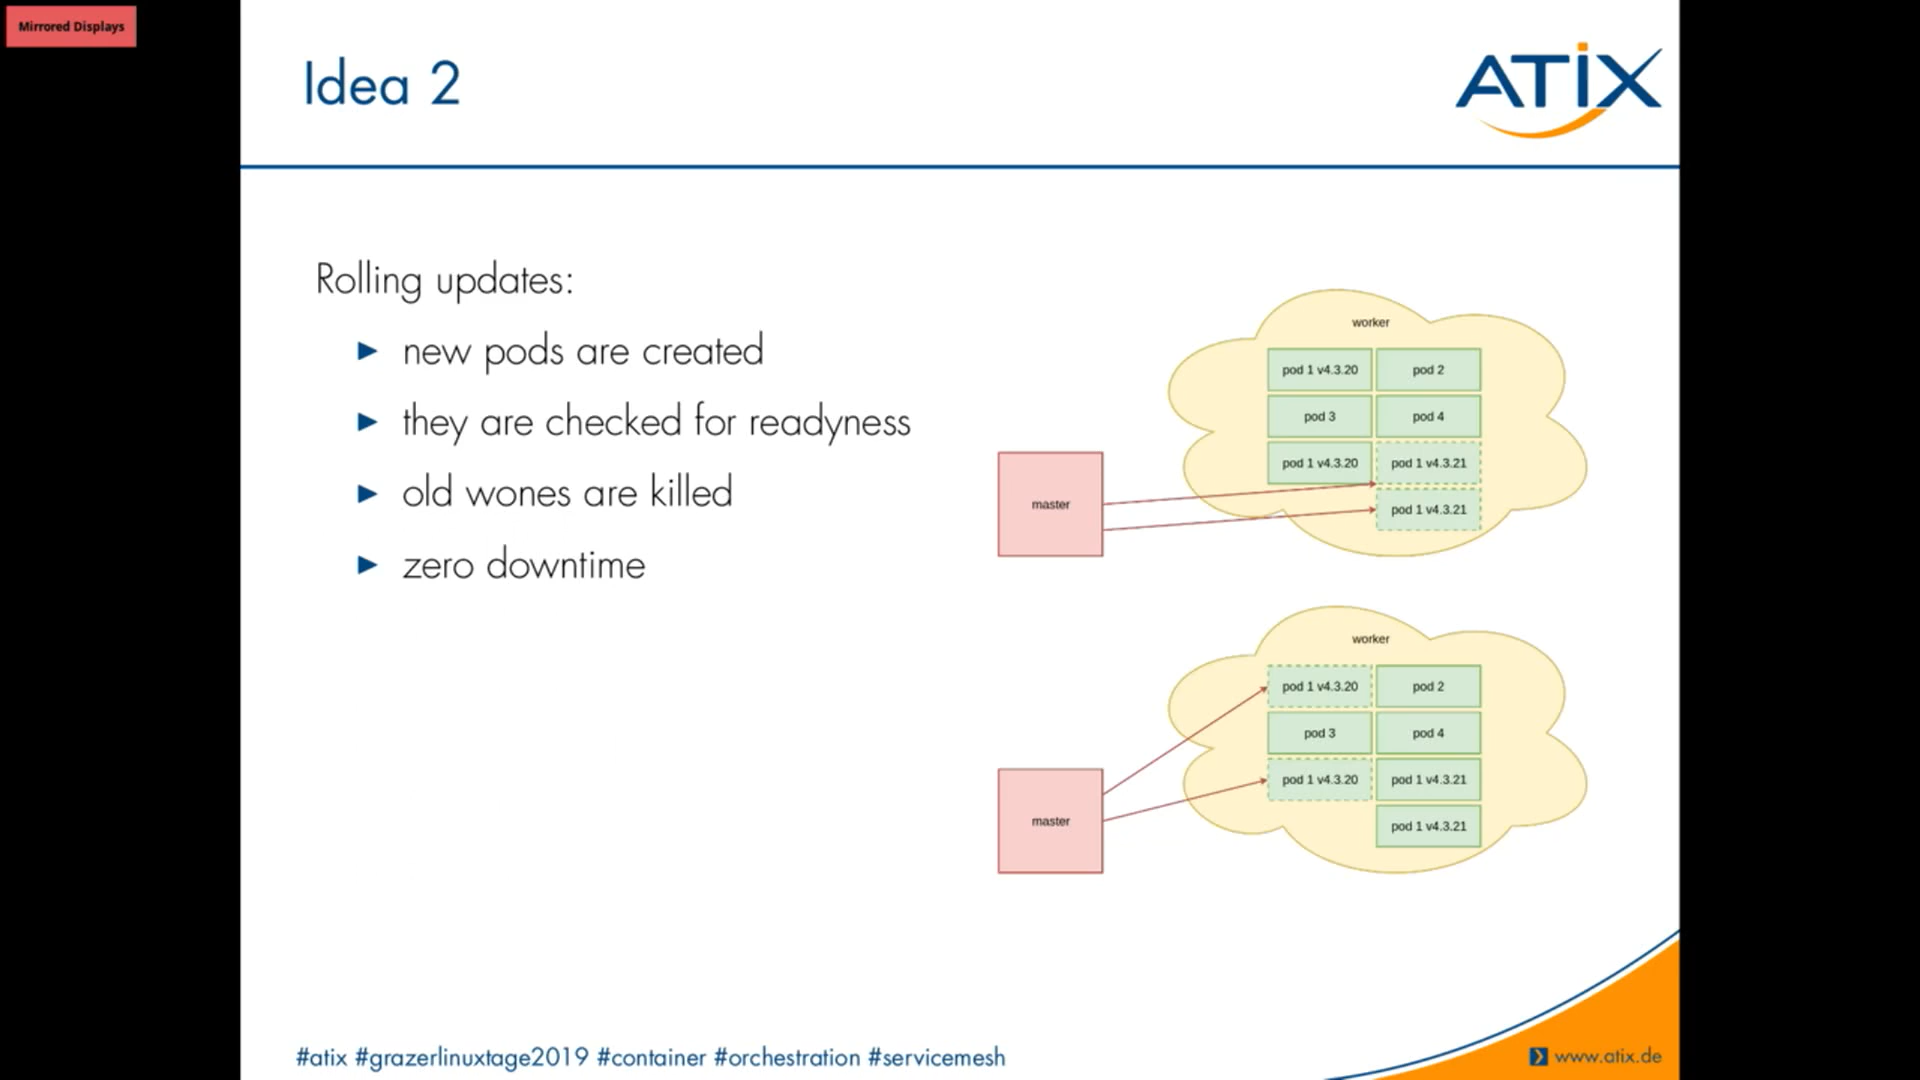 Mirrored Displays
Idea 2
ATIX
Rolling updates:
new pods are created
they are checked for readyness
old wones are killed
zero downtime
worker
pod 1 v4.3.20
pod 2
pod 3
pod 4
pod 1 v4.3.20
pod 1 v4.3.21
pod 1 v4.3.21
master
worker
pod 1 v4.3.20
pod 2
pod 3
pod 4
pod 1 v4.3.20
pod 1 v4.3.21
pod 1 v4.3.21
master
#atix #grazerlinuxtage2019 #container #orchestration #servicemesh
www.atix.de